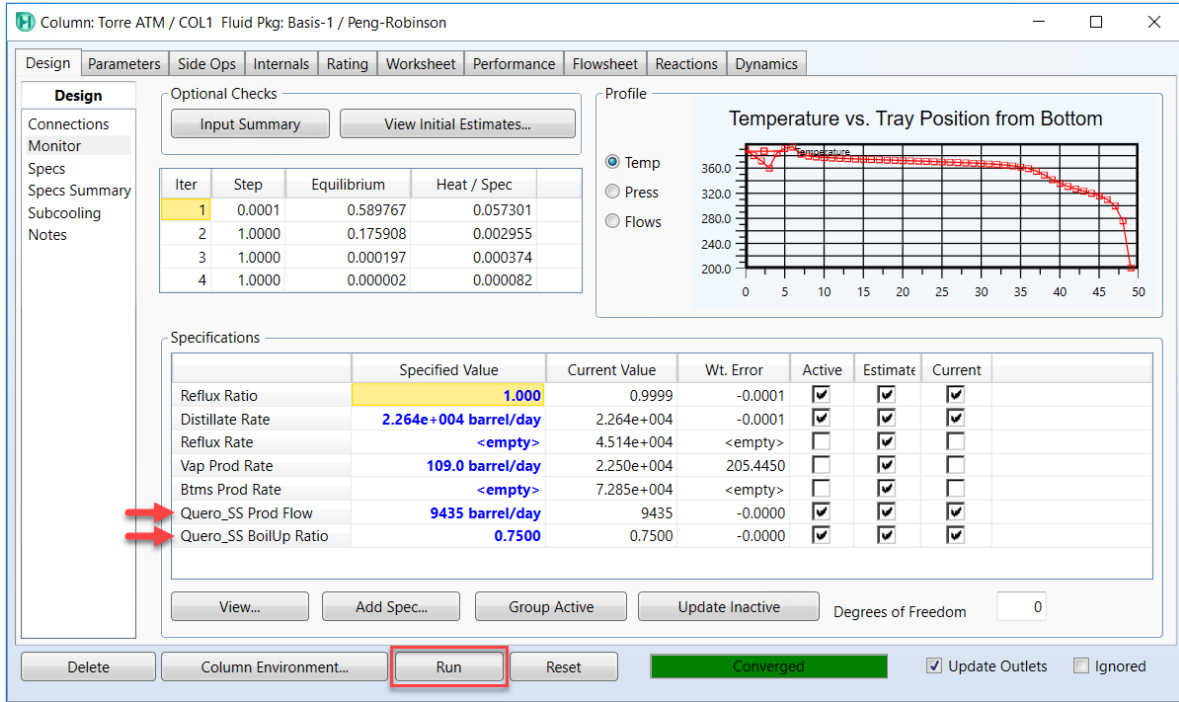 Column: Torre ATM / COL1 Fluid Pkg: Basis-1 / Peng-Robinson
Design Parameters Side Ops Internals Rating Worksheet Performance Flowsheet Reactions Dynamics
Design
Connections
Monitor
Specs
Specs Summary
Subcooling
Notes
Optional Checks
Input Summary View Initial Estimates...
Iter Step Equilibrium Heat / Spec
1 0.0001 0.589767 0.057301
2 1.0000 0.175908 0.002955
3 1.0000 0.000197 0.000374
4 1.0000 0.000002 0.000082
Profile
Temp
Press
Flows
Temperature vs. Tray Position from Bottom
Temperature
360.0
320.0
280.0
240.0
200.0
0 5 10 15 20 25 30 35 40 45 50
Specifications
Specified Value Current Value Wt. Error Active Estimate Current
Reflux Ratio 1.000 0.9999 -0.0001
Distillate Rate 2.264e+004 barrel/day 2.264e+004 -0.0001
Reflux Rate <empty> 4.514e+004 <empty>
Vap Prod Rate 109.0 barrel/day 2.250e+004 205.4450
Btms Prod Rate <empty> 7.285e+004 <empty>
Quero_SS Prod Flow 9435 barrel/day 9435 -0.0000
Quero_SS BoilUp Ratio 0.7500 0.7500 -0.0000
View... Add Spec... Group Active Update Inactive Degrees of Freedom 0
Delete Column Environment... Run Reset Converged Update Outlets Ignored